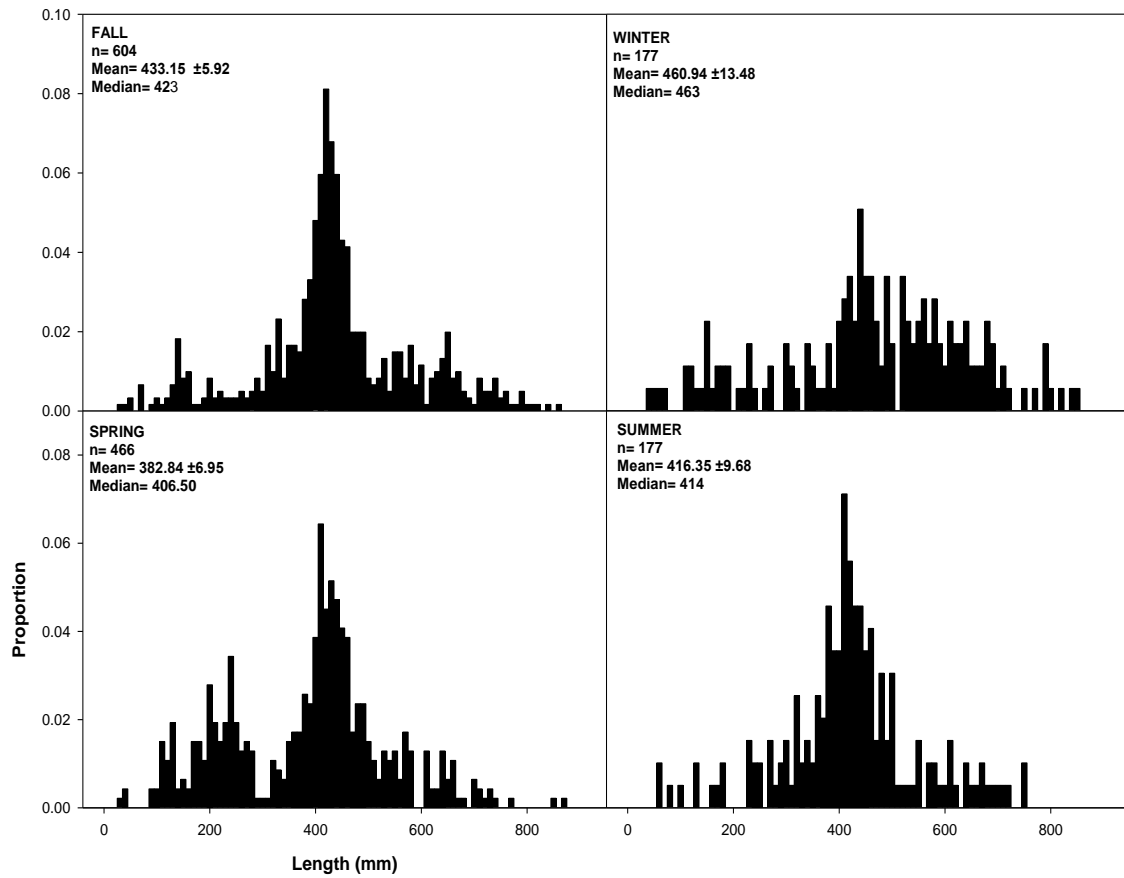 0.10
0.08
0.06
0.04
0.02
0.00
FALL
n= 604
Mean= 433.15 ±5.92
Median= 423
WINTER
n= 177
Mean= 460.94 ±13.48
Median= 463
0.08
0.06
0.04
0.02
0.00
SPRING
n= 466
Mean= 382.84 ±6.95
Median= 406.50
SUMMER
n= 177
Mean= 416.35 ±9.68
Median= 414
Proportion
0 200 400 600 800
0 200 400 600 800
Length (mm)